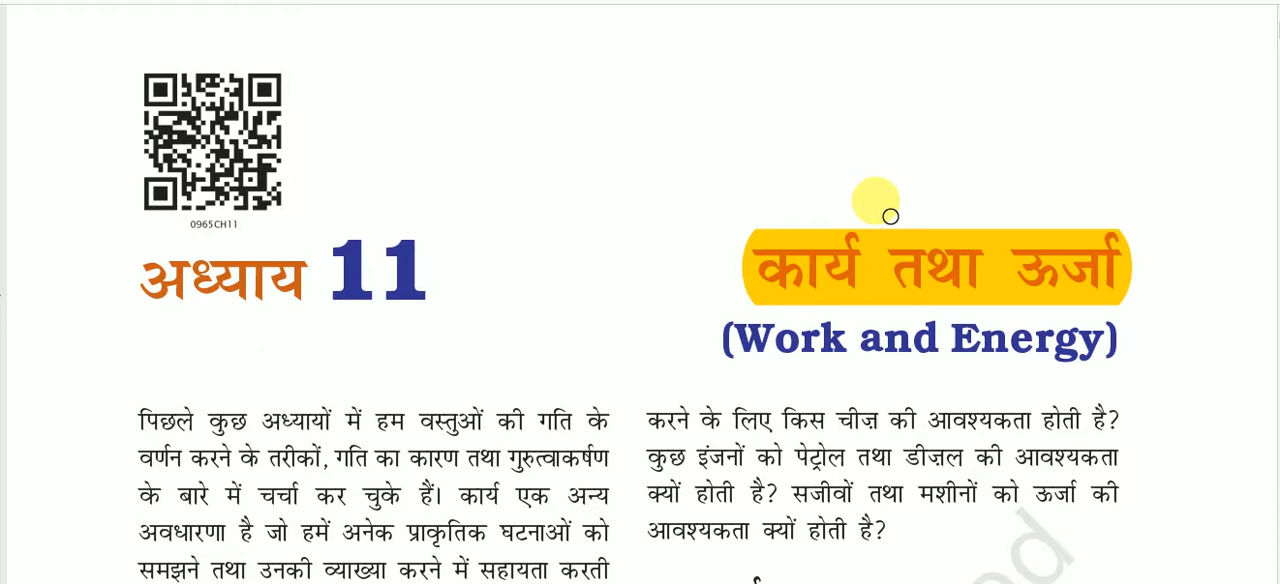 0965CH11
अध्याय 11
कार्य तथा ऊर्जा
(Work and Energy)
पिछले कुछ अध्यायों में हम वस्तुओं की गति के
वर्णन करने के तरीकों, गति का कारण तथा गुरुत्वाकर्षण
के बारे में चर्चा कर चुके हैं। कार्य एक अन्य
अवधारणा है जो हमें अनेक प्राकृतिक घटनाओं को
समझने तथा उनकी व्याख्या करने में सहायता करती
करने के लिए किस चीज़ की आवश्यकता होती है?
कुछ इंजनों को पेट्रोल तथा डीज़ल की आवश्यकता
क्यों होती है? सजीवों तथा मशीनों को ऊर्जा की
आवश्यकता क्यों होती है?